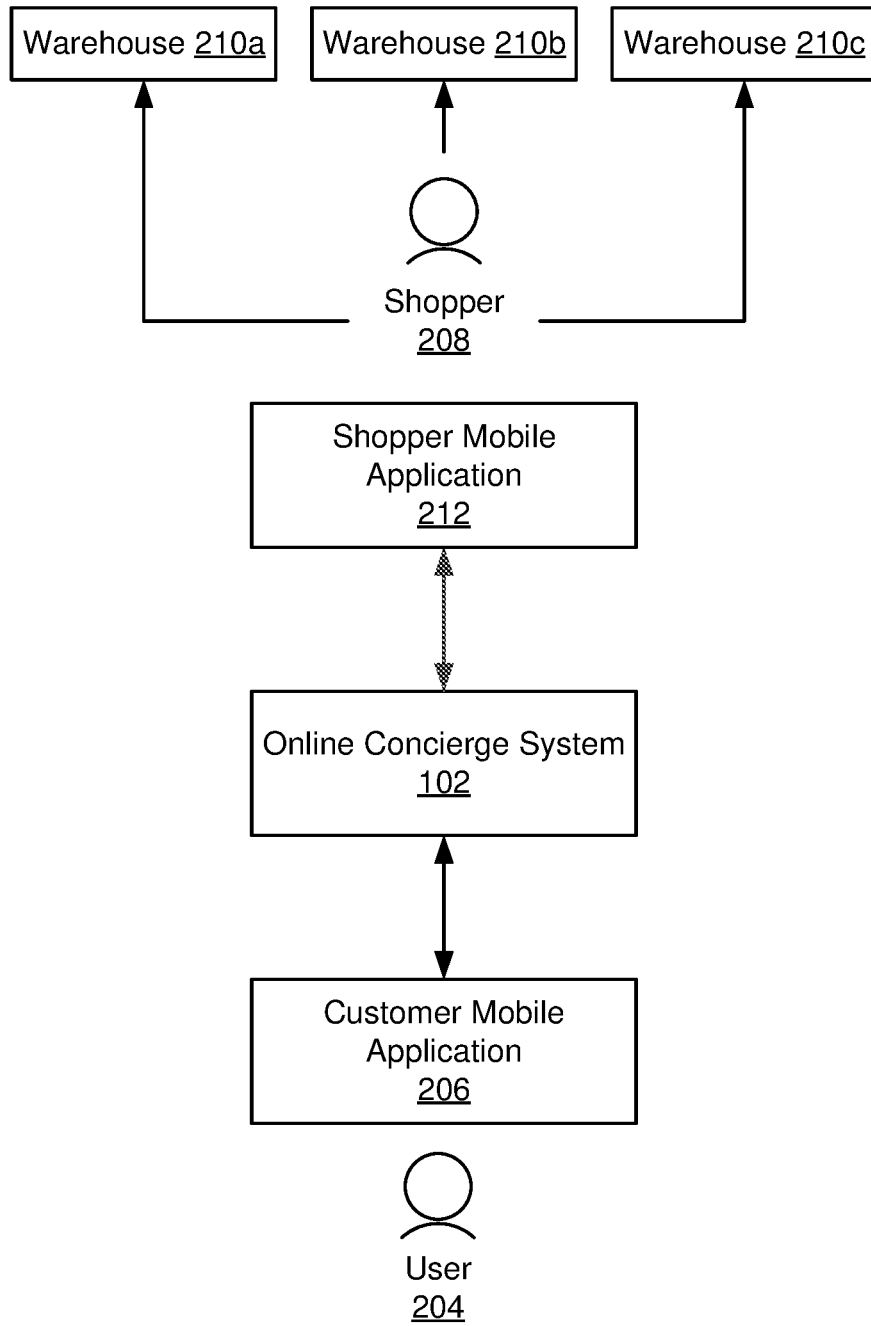 Warehouse 210a
Warehouse 210b
Warehouse 210c
Shopper
208
Shopper Mobile
Application
212
Online Concierge System
102
Customer Mobile
Application
206
User
204